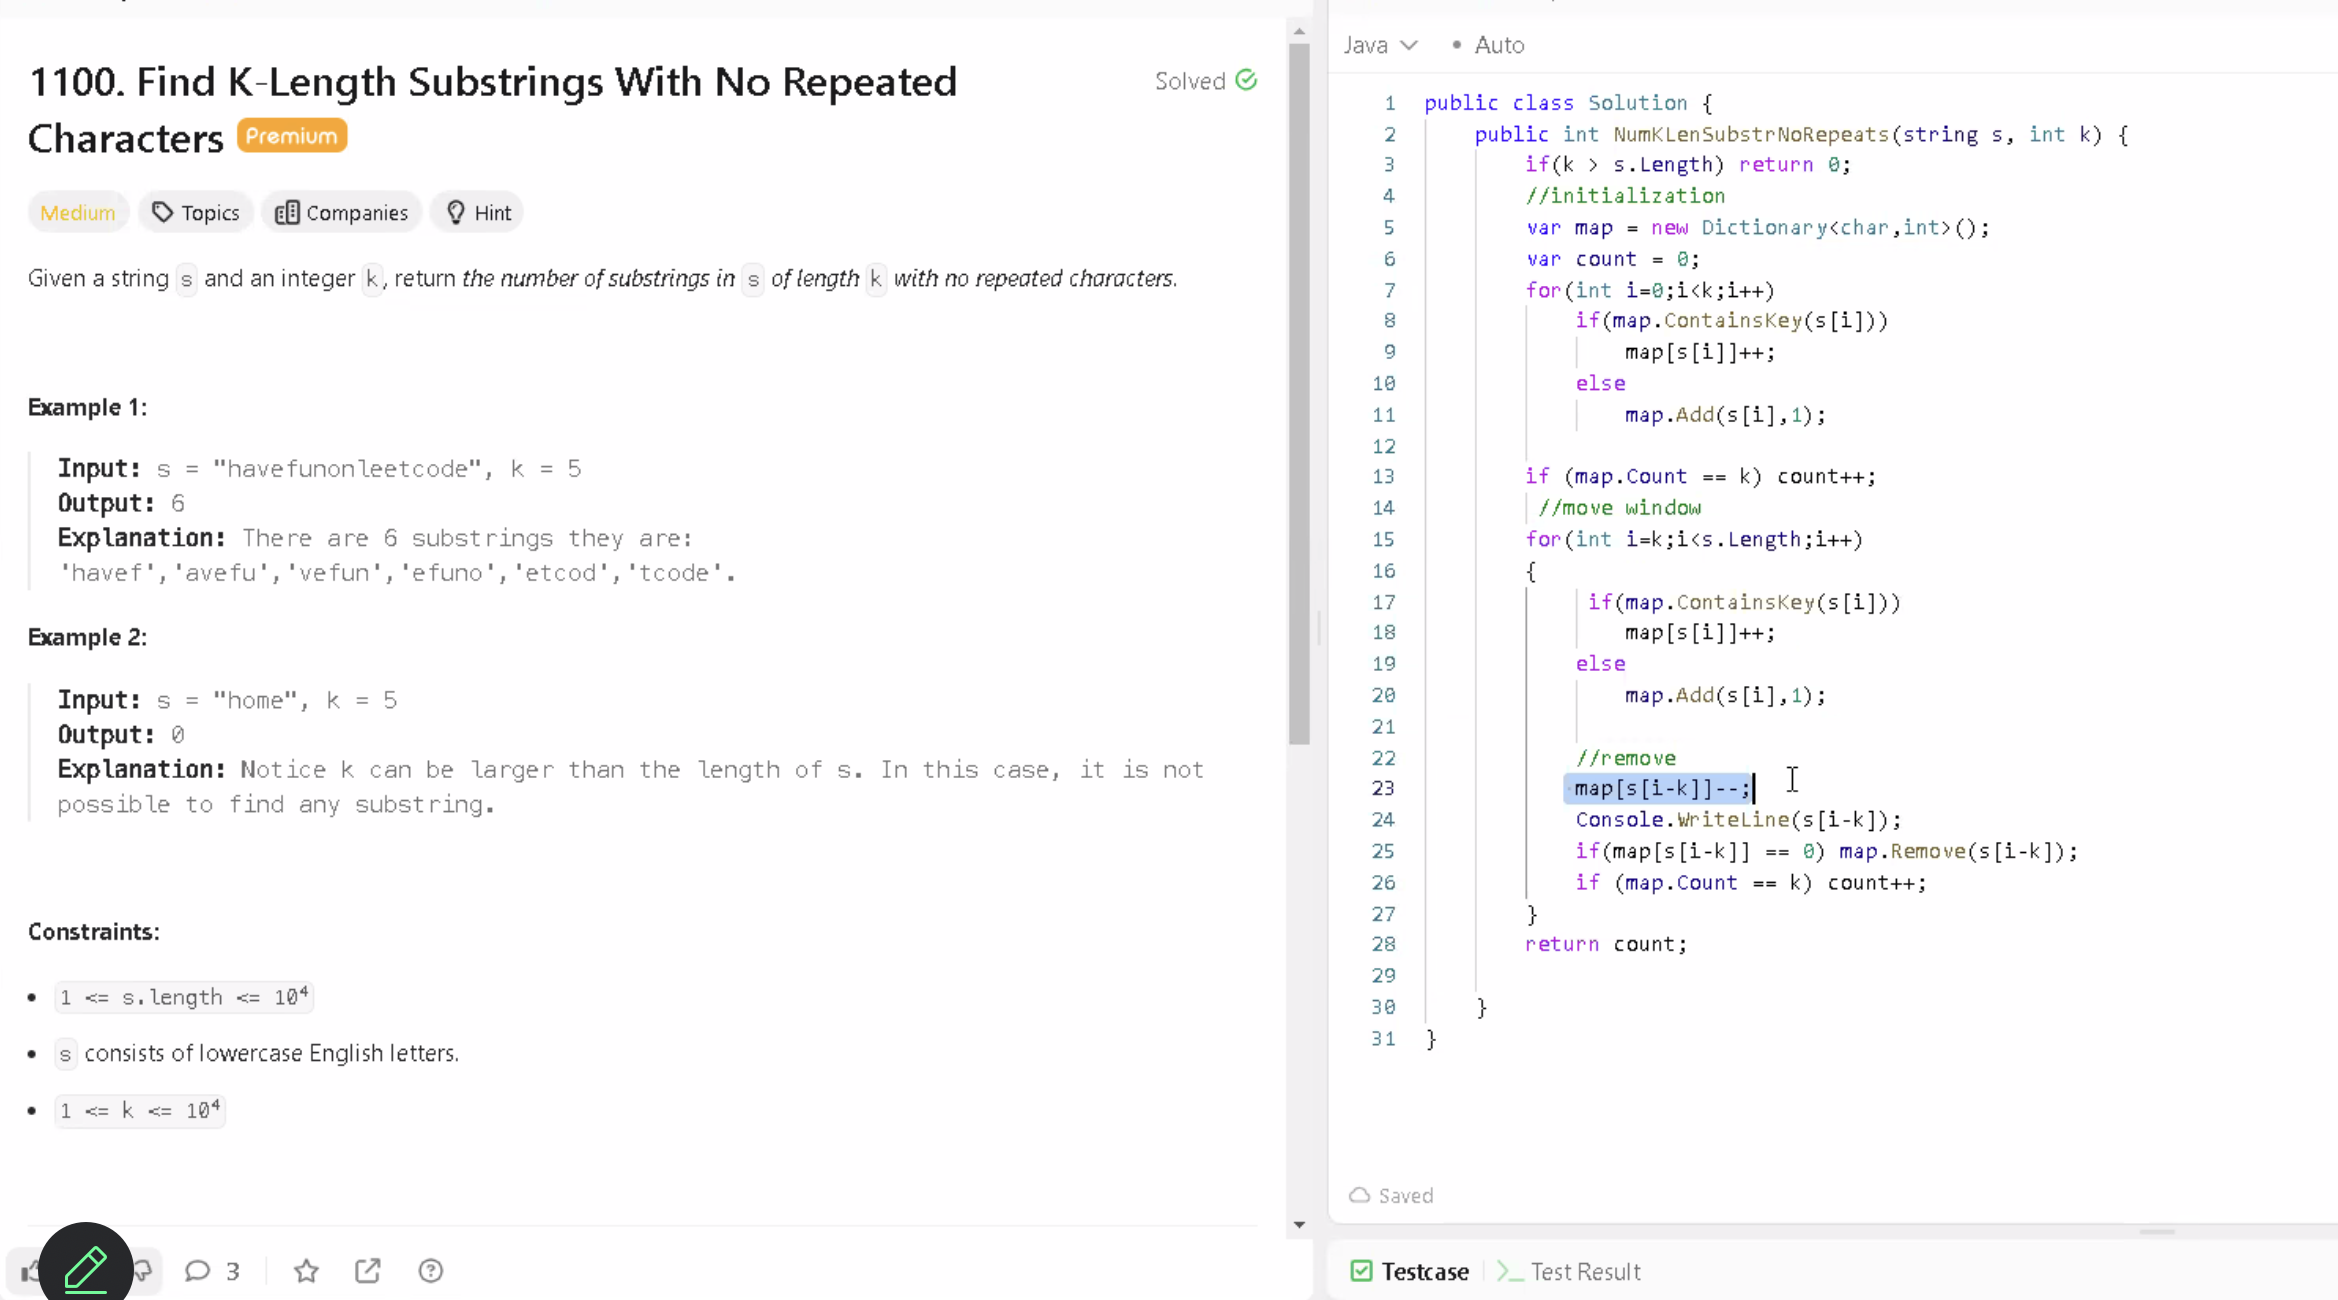 1100. Find K-Length Substrings With No Repeated
Characters Premium
Solved
Medium Topics Companies Hint
Given a string s and an integer k, return the number of substrings in s of length k with no repeated characters.
Example 1:
Input: s = "havefunonleetcode", k = 5
Output: 6
Explanation: There are 6 substrings they are:
'havef','avefu','vefun','efuno','etcod','tcode'.
Example 2:
Input: s = "home", k = 5
Output: 0
Explanation: Notice k can be larger than the length of s. In this case, it is not
possible to find any substring.
Constraints:
1 <= s.length <= 10⁴
s consists of lowercase English letters.
1 <= k <= 10⁴
3
Java • Auto
1 public class Solution {
2 public int NumKLenSubstrNoRepeats(string s, int k) {
3 if(k > s.Length) return 0;
4 //initialization
5 var map = new Dictionary<char,int>();
6 var count = 0;
7 for(int i=0;i<k;i++)
8 if(map.ContainsKey(s[i]))
9 map[s[i]]++;
10 else
11 map.Add(s[i],1);
12
13 if (map.Count == k) count++;
14 //move window
15 for(int i=k;i<s.Length;i++)
16 {
17 if(map.ContainsKey(s[i]))
18 map[s[i]]++;
19 else
20 map.Add(s[i],1);
21
22 //remove
23 map[s[i-k]]--;
24 Console.WriteLine(s[i-k]);
25 if(map[s[i-k]] == 0) map.Remove(s[i-k]);
26 if (map.Count == k) count++;
27 }
28 return count;
29
30 }
31 }
Saved
Testcase >_ Test Result